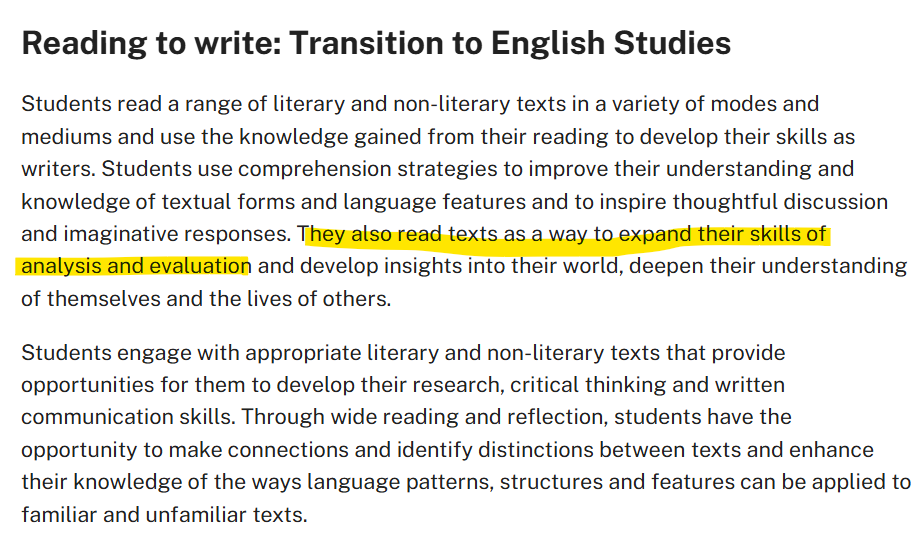 Reading to write: Transition to English Studies
Students read a range of literary and non-literary texts in a variety of modes and
mediums and use the knowledge gained from their reading to develop their skills as
writers. Students use comprehension strategies to improve their understanding and
knowledge of textual forms and language features and to inspire thoughtful discussion
and imaginative responses. They also read texts as a way to expand their skills of
analysis and evaluation and develop insights into their world, deepen their understanding
of themselves and the lives of others.
Students engage with appropriate literary and non-literary texts that provide
opportunities for them to develop their research, critical thinking and written
communication skills. Through wide reading and reflection, students have the
opportunity to make connections and identify distinctions between texts and enhance
their knowledge of the ways language patterns, structures and features can be applied to
familiar and unfamiliar texts.